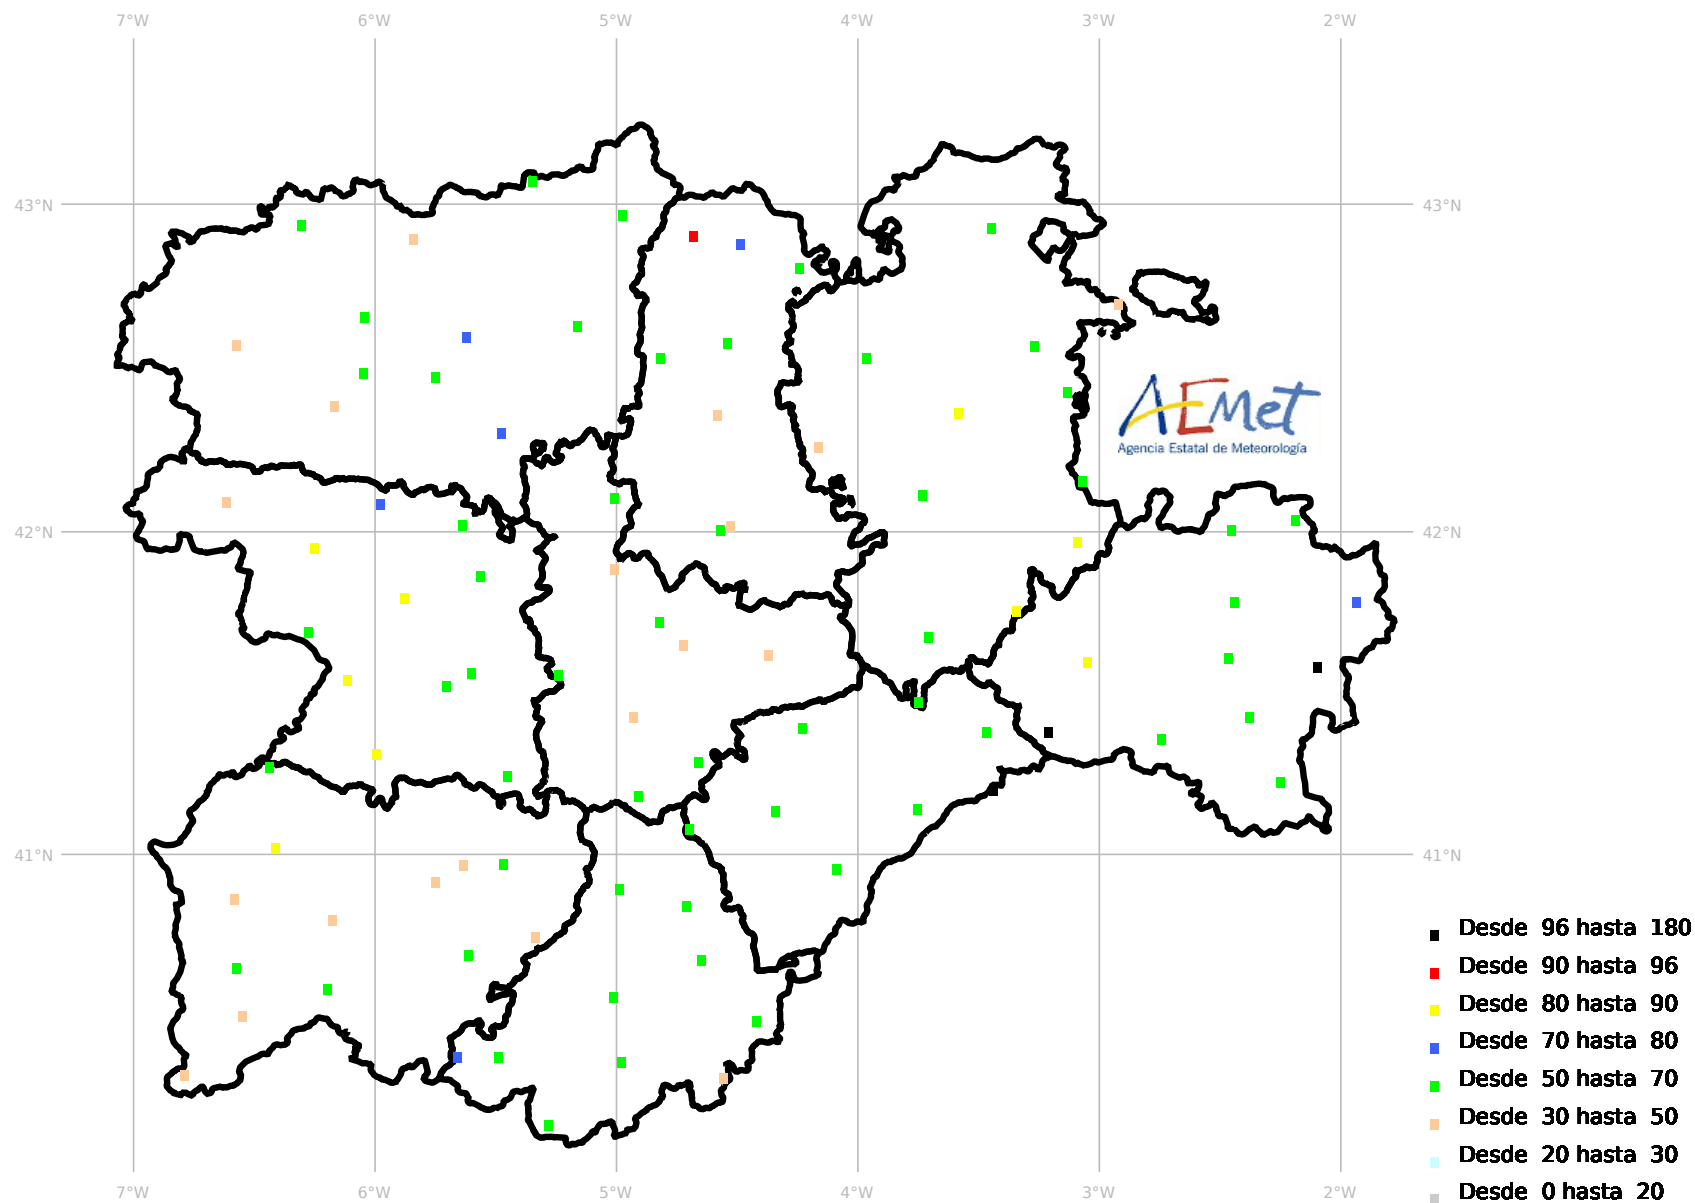 7°W 6°W 5°W 4°W 3°W 2°W
43°N 43°N
AEMet
Agencia Estatal de Meteorología
42°N 42°N
41°N 41°N
Desde 96 hasta 180
Desde 90 hasta 96
Desde 80 hasta 90
Desde 70 hasta 80
Desde 50 hasta 70
Desde 30 hasta 50
Desde 20 hasta 30
Desde 0 hasta 20
7°W 6°W 5°W 4°W 3°W 2°W